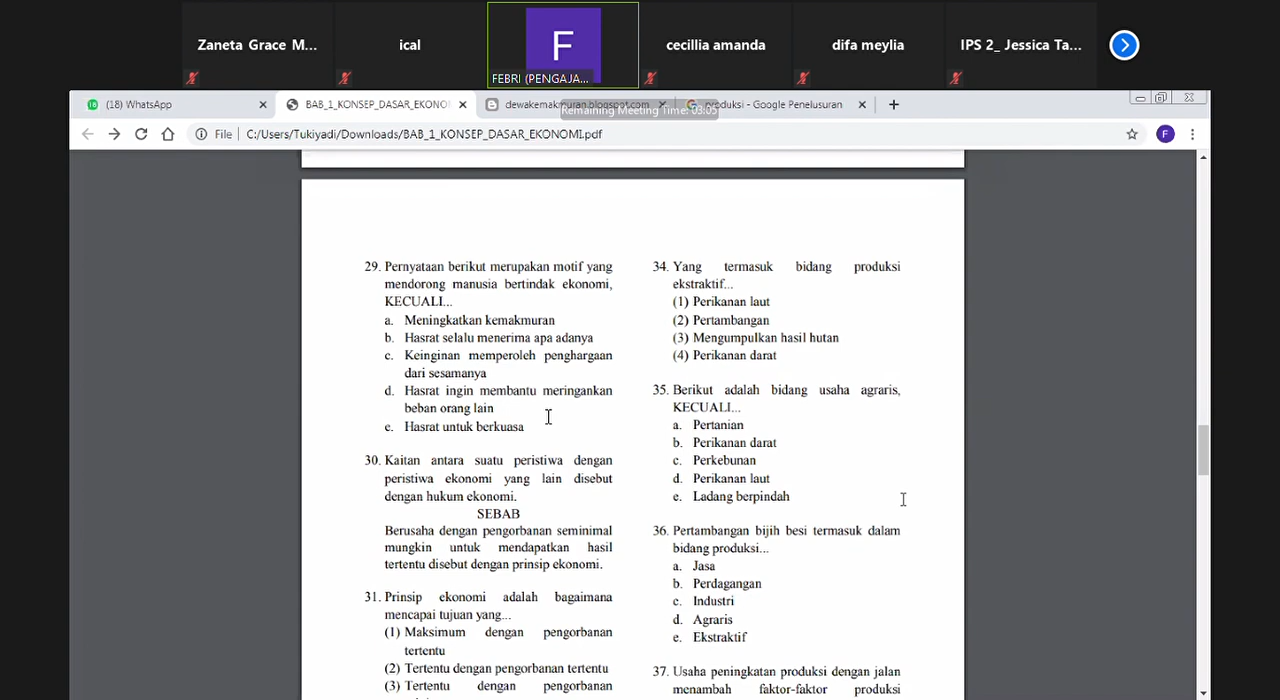 Zaneta Grace M...
ical
F
FEBRI (PENGAJA...
cecillia amanda
difa meylia
IPS 2_ Jessica Ta...
(18) WhatsApp
BAB_1_KONSEP_DASAR_EKONO
dewakemakmuran.blogspot.com
produksi - Google Penelusuran
Remaining Meeting Time: 03:05
File
C:/Users/Tukiyadi/Downloads/BAB_1_KONSEP_DASAR_EKONOMI.pdf
F
29. Pernyataan berikut merupakan motif yang
mendorong manusia bertindak ekonomi,
KECUALI...
a. Meningkatkan kemakmuran
b. Hasrat selalu menerima apa adanya
c. Keinginan memperoleh penghargaan
dari sesamanya
d. Hasrat ingin membantu meringankan
beban orang lain
e. Hasrat untuk berkuasa
30. Kaitan antara suatu peristiwa dengan
peristiwa ekonomi yang lain disebut
dengan hukum ekonomi.
SEBAB
Berusaha dengan pengorbanan seminimal
mungkin untuk mendapatkan hasil
tertentu disebut dengan prinsip ekonomi.
31. Prinsip ekonomi adalah bagaimana
mencapai tujuan yang...
(1) Maksimum dengan pengorbanan
tertentu
(2) Tertentu dengan pengorbanan tertentu
(3) Tertentu dengan pengorbanan
34. Yang termasuk bidang produksi
ekstraktif...
(1) Perikanan laut
(2) Pertambangan
(3) Mengumpulkan hasil hutan
(4) Perikanan darat
35. Berikut adalah bidang usaha agraris,
KECUALI...
a. Pertanian
b. Perikanan darat
c. Perkebunan
d. Perikanan laut
e. Ladang berpindah
36. Pertambangan bijih besi termasuk dalam
bidang produksi...
a. Jasa
b. Perdagangan
c. Industri
d. Agraris
e. Ekstraktif
37. Usaha peningkatan produksi dengan jalan
menambah faktor-faktor produksi